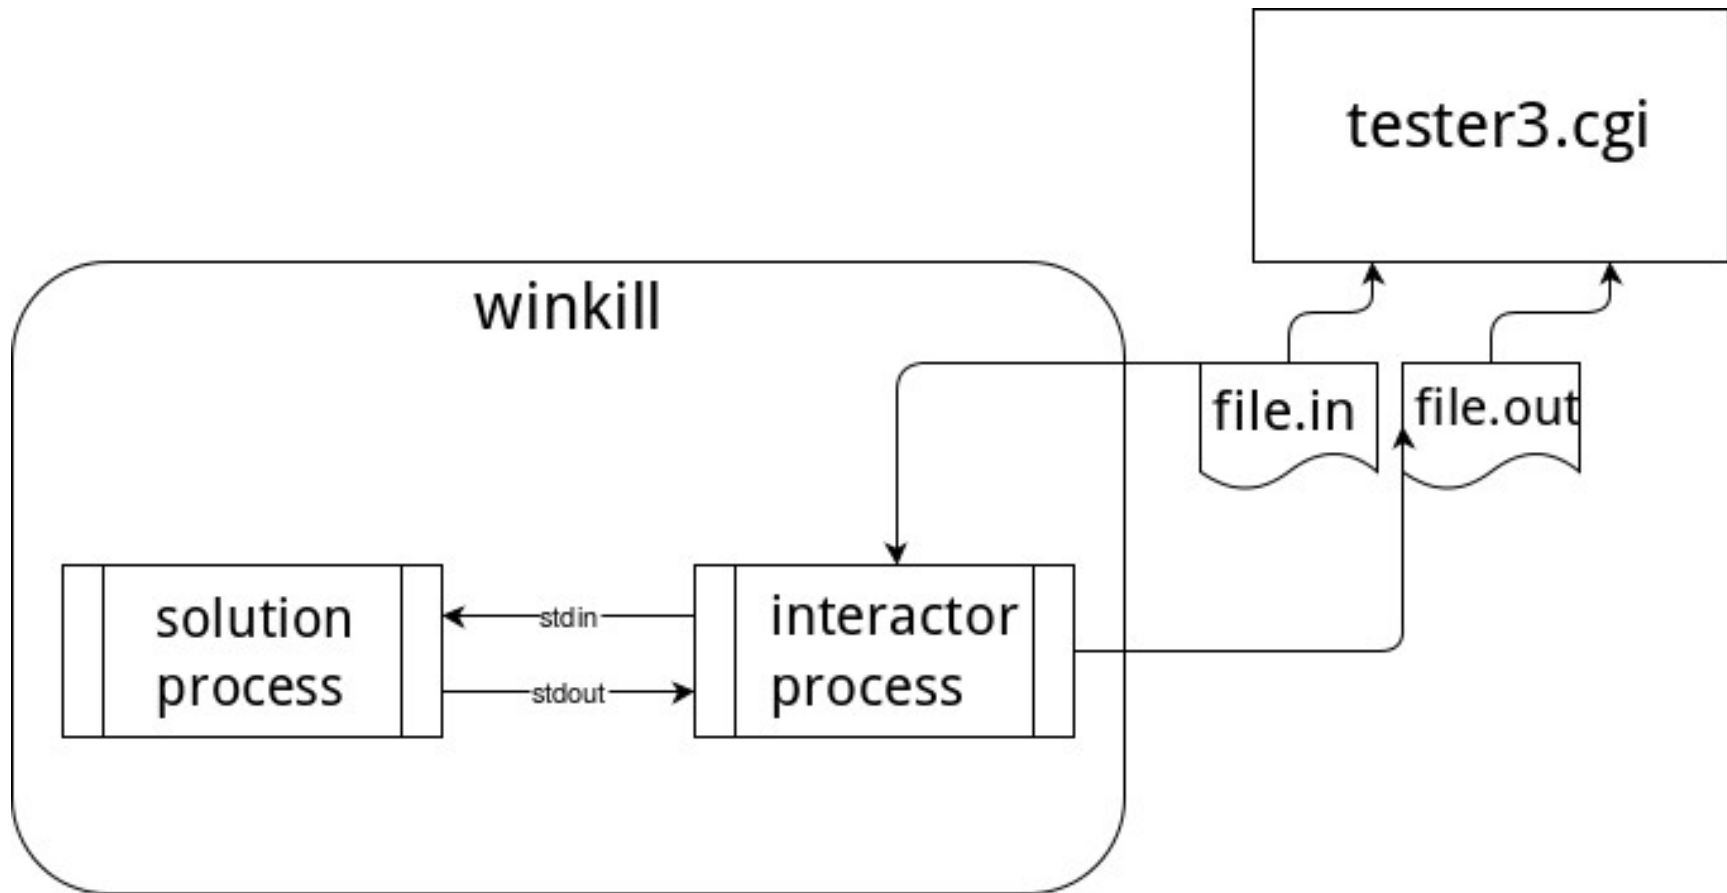 tester3.cgi
winkill
file.in
file.out
solution
process
stdin
stdout
interactor
process